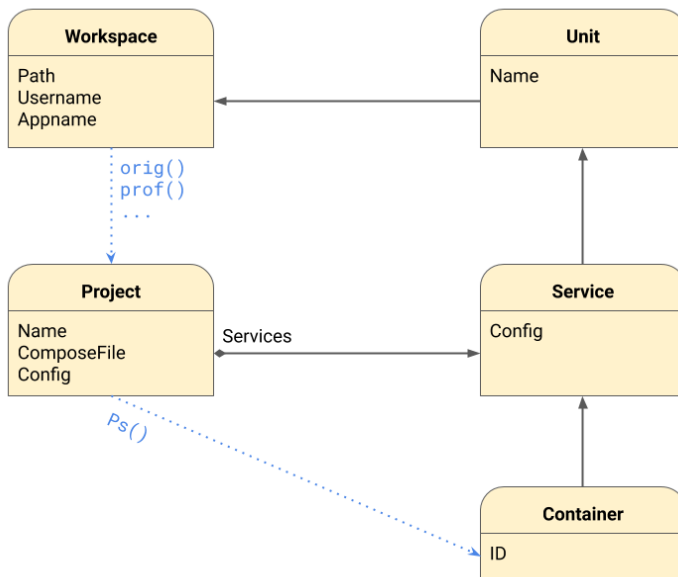 Workspace
Path
Username
Appname
Unit
Name
orig()
prof()
...
Project
Name
ComposeFile
Config
Services
Service
Config
Ps()
Container
ID